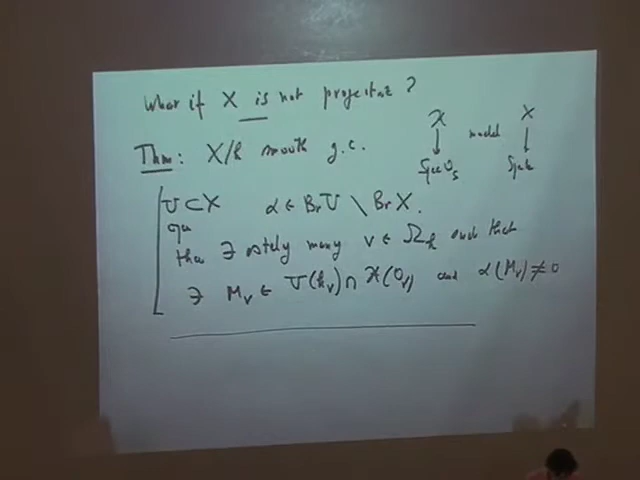 What if X is not projective ?
Thm : X/k smooth g.c.
𝒳 model X
↓ ↓
Spec O_S Spec k
U ⊂ X α ∈ Br U \ Br X .
open
then ∃ ∞tely many v ∈ Ω_k such that
∃ M_v ∈ U(k_v) ∩ 𝒳(O_v) and α(M_v) ≠ 0